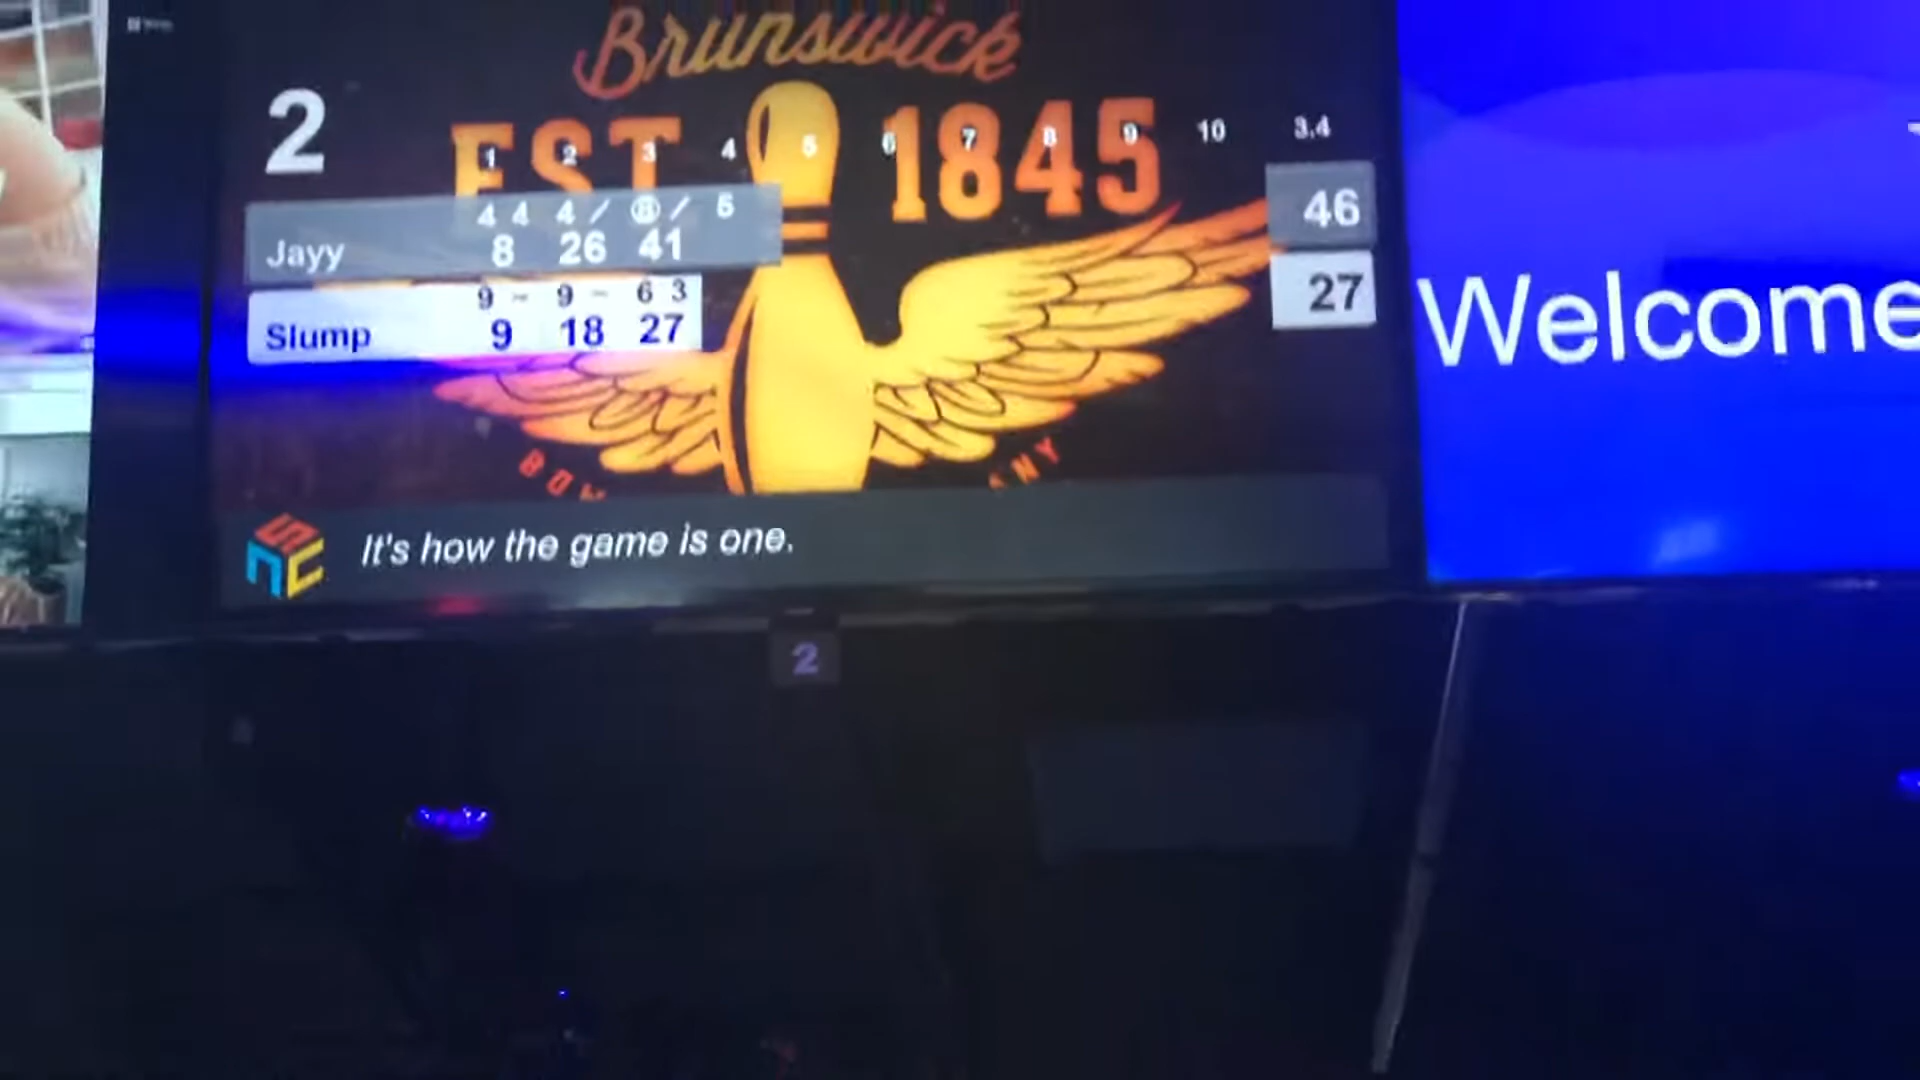 Brunswick
EST 1845
2
1 2 3 4 5 6 7 8 9 10 3.4
4 4 4 / 8 / 5
Jayy 8 26 41 46
9 - 9 - 6 3
Slump 9 18 27 27
Welcome
SNC
It's how the game is one.
2